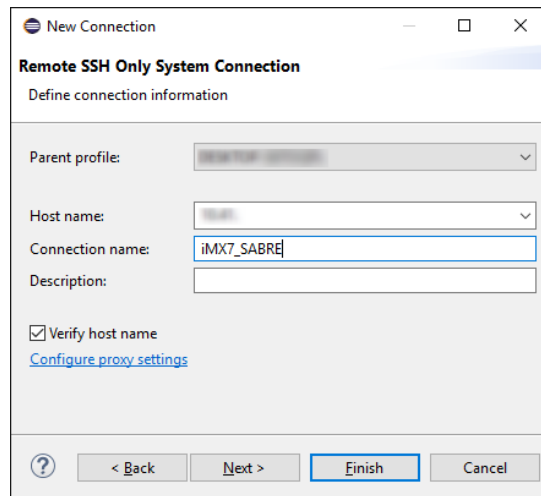 New Connection
Remote SSH Only System Connection
Define connection information
Parent profile:
Host name:
Connection name: iMX7_SABRE
Description:
Verify host name
Configure proxy settings
? < Back Next > Finish Cancel